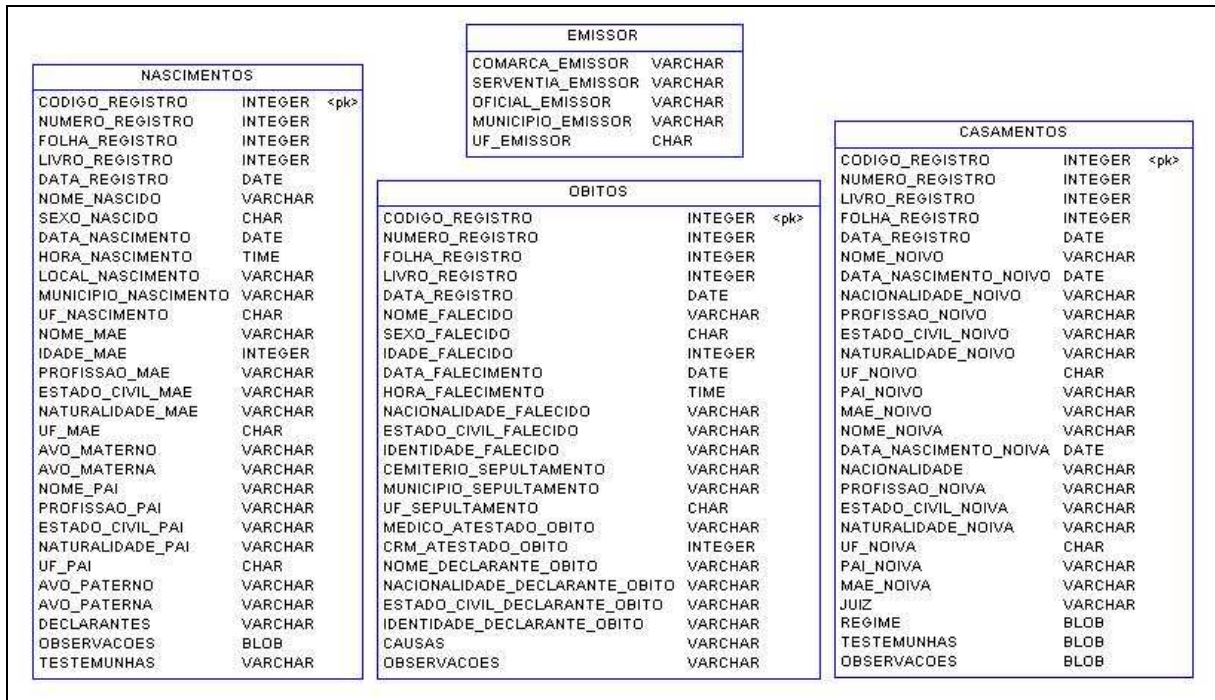 EMISSOR
COMARCA_EMISSOR VARCHAR
SERVENTIA_EMISSOR VARCHAR
OFICIAL_EMISSOR VARCHAR
MUNICIPIO_EMISSOR VARCHAR
UF_EMISSOR CHAR
NASCIMENTOS
CODIGO_REGISTRO INTEGER <pk>
NUMERO_REGISTRO INTEGER
FOLHA_REGISTRO INTEGER
LIVRO_REGISTRO INTEGER
DATA_REGISTRO DATE
NOME_NASCIDO VARCHAR
SEXO_NASCIDO CHAR
DATA_NASCIMENTO DATE
HORA_NASCIMENTO TIME
LOCAL_NASCIMENTO VARCHAR
MUNICIPIO_NASCIMENTO VARCHAR
UF_NASCIMENTO CHAR
NOME_MAE VARCHAR
IDADE_MAE INTEGER
PROFISSAO_MAE VARCHAR
ESTADO_CIVIL_MAE VARCHAR
NATURALIDADE_MAE VARCHAR
UF_MAE CHAR
AVO_MATERNO VARCHAR
AVO_MATERNA VARCHAR
NOME_PAI VARCHAR
PROFISSAO_PAI VARCHAR
ESTADO_CIVIL_PAI VARCHAR
NATURALIDADE_PAI VARCHAR
UF_PAI CHAR
AVO_PATERNO VARCHAR
AVO_PATERNA VARCHAR
DECLARANTES VARCHAR
OBSERVACOES BLOB
TESTEMUNHAS VARCHAR
OBITOS
CODIGO_REGISTRO INTEGER <pk>
NUMERO_REGISTRO INTEGER
FOLHA_REGISTRO INTEGER
LIVRO_REGISTRO INTEGER
DATA_REGISTRO DATE
NOME_FALECIDO VARCHAR
SEXO_FALECIDO CHAR
IDADE_FALECIDO INTEGER
DATA_FALECIMENTO DATE
HORA_FALECIMENTO TIME
NACIONALIDADE_FALECIDO VARCHAR
ESTADO_CIVIL_FALECIDO VARCHAR
IDENTIDADE_FALECIDO VARCHAR
CEMITERIO_SEPULTAMENTO VARCHAR
MUNICIPIO_SEPULTAMENTO VARCHAR
UF_SEPULTAMENTO CHAR
MEDICO_ATESTADO_OBITO VARCHAR
CRM_ATESTADO_OBITO INTEGER
NOME_DECLARANTE_OBITO VARCHAR
NACIONALIDADE_DECLARANTE_OBITO VARCHAR
ESTADO_CIVIL_DECLARANTE_OBITO VARCHAR
IDENTIDADE_DECLARANTE_OBITO VARCHAR
CAUSAS VARCHAR
OBSERVACOES VARCHAR
CASAMENTOS
CODIGO_REGISTRO INTEGER <pk>
NUMERO_REGISTRO INTEGER
LIVRO_REGISTRO INTEGER
FOLHA_REGISTRO INTEGER
DATA_REGISTRO DATE
NOME_NOIVO VARCHAR
DATA_NASCIMENTO_NOIVO DATE
NACIONALIDADE_NOIVO VARCHAR
PROFISSAO_NOIVO VARCHAR
ESTADO_CIVIL_NOIVO VARCHAR
NATURALIDADE_NOIVO VARCHAR
UF_NOIVO CHAR
PAI_NOIVO VARCHAR
MAE_NOIVO VARCHAR
NOME_NOIVA VARCHAR
DATA_NASCIMENTO_NOIVA DATE
NACIONALIDADE VARCHAR
PROFISSAO_NOIVA VARCHAR
ESTADO_CIVIL_NOIVA VARCHAR
NATURALIDADE_NOIVA VARCHAR
UF_NOIVA CHAR
PAI_NOIVA VARCHAR
MAE_NOIVA VARCHAR
JUIZ VARCHAR
REGIME BLOB
TESTEMUNHAS BLOB
OBSERVACOES BLOB